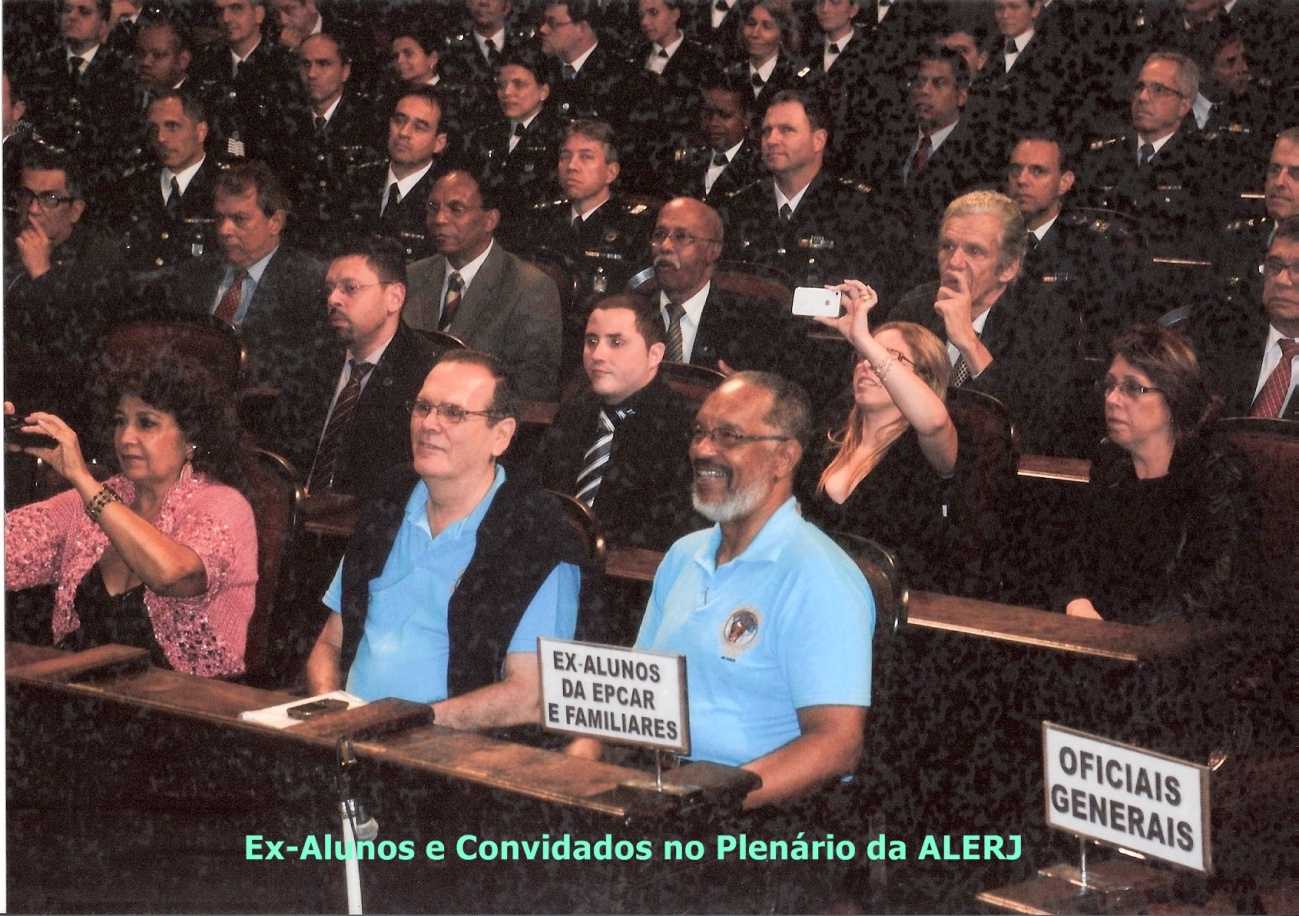 EX-ALUNOS
DA EPCAR
E FAMILIARES
OFICIAIS
GENERAIS
Ex-Alunos e Convidados no Plenário da ALERJ